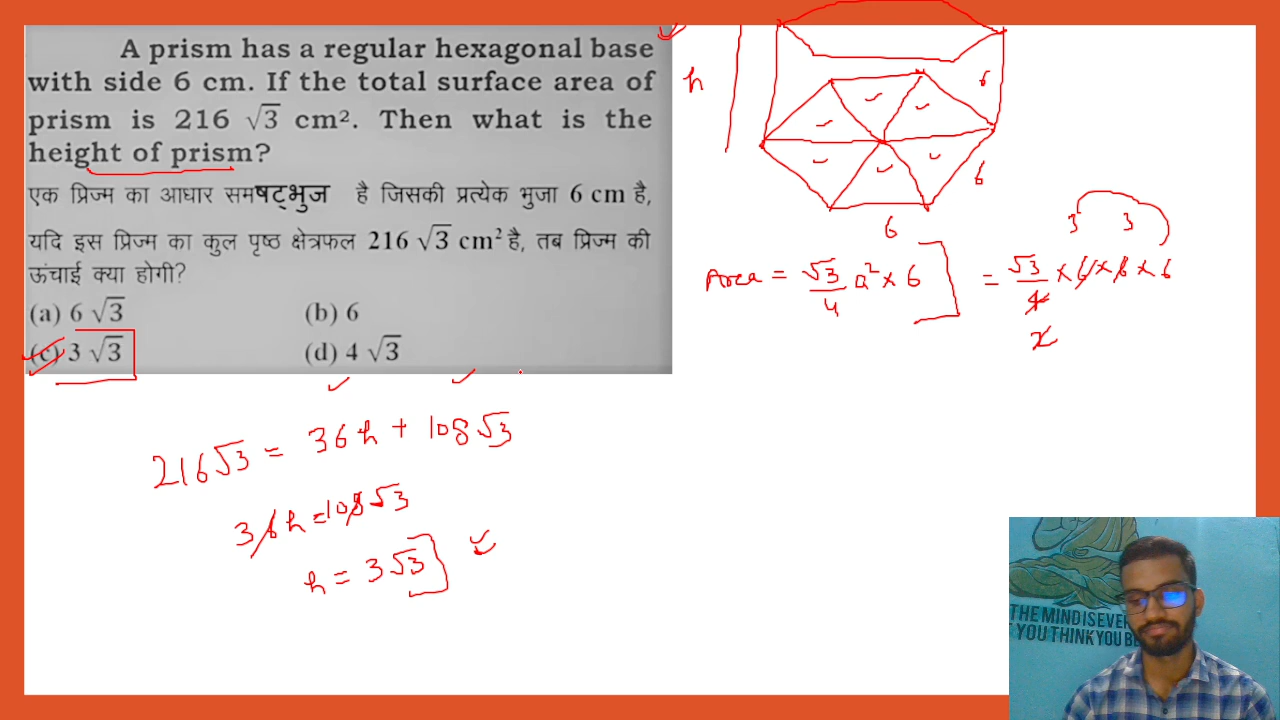 A prism has a regular hexagonal base
with side 6 cm. If the total surface area of
prism is 216 √3 cm². Then what is the
height of prism?
एक प्रिज्म का आधार समषट्भुज है जिसकी प्रत्येक भुजा 6 cm है,
यदि इस प्रिज्म का कुल पृष्ठ क्षेत्रफल 216 √3 cm² है, तब प्रिज्म की
ऊंचाई क्या होगी?
(a) 6 √3 (b) 6
(c) 3 √3 (d) 4 √3
h
6
6
6
3 3
Area = √3/4 a² × 6 = √3/4 × 6 × 6 × 6
2
216√3 = 36h + 108√3
36h = 108√3
h = 3√3
THE MIND IS EVER
YOU THINK YOU BE